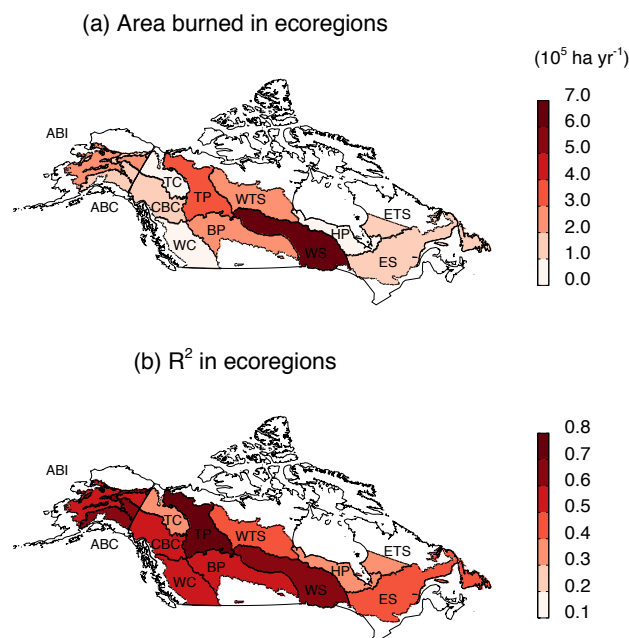 (a) Area burned in ecoregions
(10⁵ ha yr⁻¹)
ABI
ABC
TC
CBC
TP
WTS
WC
BP
HP
WS
ETS
ES
7.0
6.0
5.0
4.0
3.0
2.0
1.0
0.0
(b) R² in ecoregions
ABI
ABC
TC
CBC
TP
WTS
WC
BP
HP
WS
ETS
ES
0.8
0.7
0.6
0.5
0.4
0.3
0.2
0.1